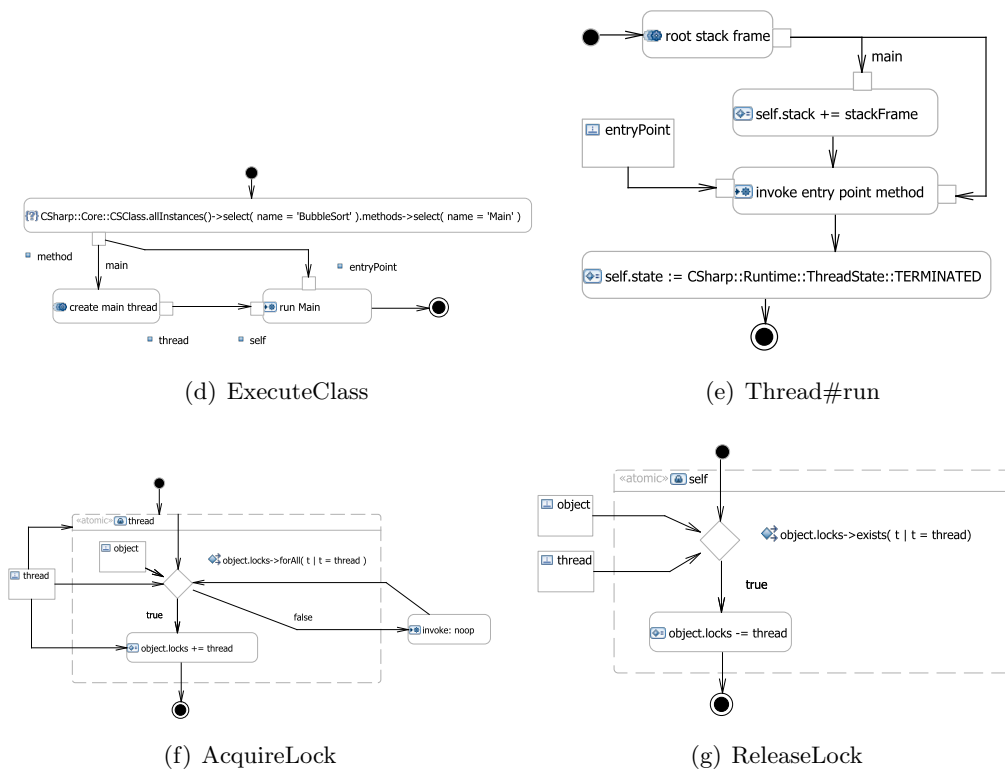 {?} CSharp::Core::CSClass.allInstances()->select( name = 'BubbleSort' ).methods->select( name = 'Main' )
method
main
entryPoint
create main thread
run Main
thread
self
(d) ExecuteClass
root stack frame
main
self.stack += stackFrame
entryPoint
invoke entry point method
self.state := CSharp::Runtime::ThreadState::TERMINATED
(e) Thread#run
«atomic» thread
object
object.locks->forAll( t | t = thread )
thread
true
false
invoke: noop
object.locks += thread
(f) AcquireLock
«atomic» self
object
object.locks->exists( t | t = thread)
thread
true
object.locks -= thread
(g) ReleaseLock